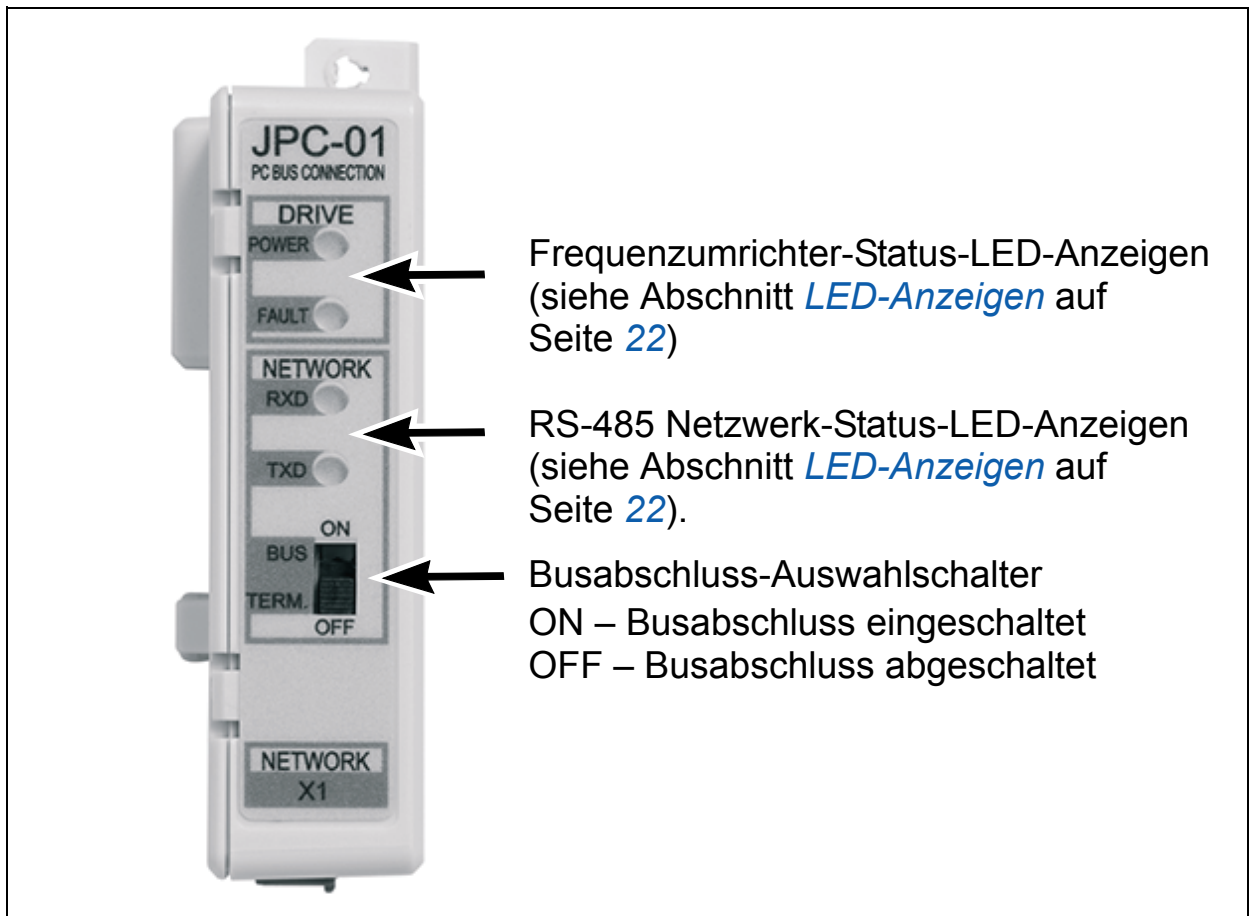 JPC-01
PC BUS CONNECTION
DRIVE
POWER
FAULT
NETWORK
RXD
TXD
ON
BUS
TERM.
OFF
NETWORK
X1
Frequenzumrichter-Status-LED-Anzeigen
(siehe Abschnitt LED-Anzeigen auf
Seite 22)
RS-485 Netzwerk-Status-LED-Anzeigen
(siehe Abschnitt LED-Anzeigen auf
Seite 22).
Busabschluss-Auswahlschalter
ON – Busabschluss eingeschaltet
OFF – Busabschluss abgeschaltet